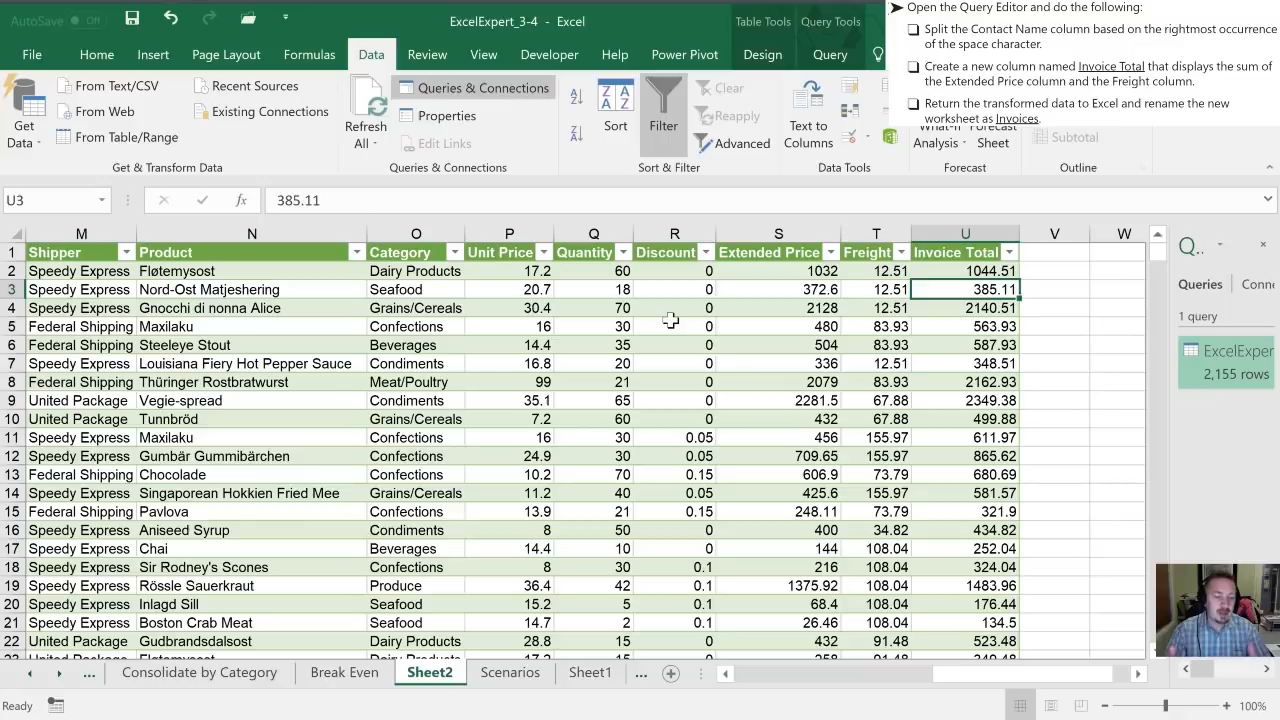 AutoSave Off
ExcelExpert_3-4 - Excel
Table Tools Query Tools
File Home Insert Page Layout Formulas Data Review View Developer Help Power Pivot Design Query
Open the Query Editor and do the following:
Split the Contact Name column based on the rightmost occurrence
of the space character.
Create a new column named Invoice Total that displays the sum of
the Extended Price column and the Freight column.
Return the transformed data to Excel and rename the new
worksheet as Invoices.
Get
Data
From Text/CSV
From Web
From Table/Range
Recent Sources
Existing Connections
Get & Transform Data
Refresh
All
Queries & Connections
Properties
Edit Links
Queries & Connections
Sort
Filter
Clear
Reapply
Advanced
Sort & Filter
Text to
Columns
Data Tools
What-If Forecast
Analysis Sheet
Forecast
Subtotal
Outline
U3 fx 385.11
M N O P Q R S T U V W
1 Shipper Product Category Unit Price Quantity Discount Extended Price Freight Invoice Total
2 Speedy Express Fløtemysost Dairy Products 17.2 60 0 1032 12.51 1044.51
3 Speedy Express Nord-Ost Matjeshering Seafood 20.7 18 0 372.6 12.51 385.11
4 Speedy Express Gnocchi di nonna Alice Grains/Cereals 30.4 70 0 2128 12.51 2140.51
5 Federal Shipping Maxilaku Confections 16 30 0 480 83.93 563.93
6 Federal Shipping Steeleye Stout Beverages 14.4 35 0 504 83.93 587.93
7 Speedy Express Louisiana Fiery Hot Pepper Sauce Condiments 16.8 20 0 336 12.51 348.51
8 Federal Shipping Thüringer Rostbratwurst Meat/Poultry 99 21 0 2079 83.93 2162.93
9 United Package Vegie-spread Condiments 35.1 65 0 2281.5 67.88 2349.38
10 United Package Tunnbröd Grains/Cereals 7.2 60 0 432 67.88 499.88
11 Speedy Express Maxilaku Confections 16 30 0.05 456 155.97 611.97
12 Speedy Express Gumbär Gummibärchen Confections 24.9 30 0.05 709.65 155.97 865.62
13 Federal Shipping Chocolade Confections 10.2 70 0.15 606.9 73.79 680.69
14 Speedy Express Singaporean Hokkien Fried Mee Grains/Cereals 11.2 40 0.05 425.6 155.97 581.57
15 Federal Shipping Pavlova Confections 13.9 21 0.15 248.11 73.79 321.9
16 Speedy Express Aniseed Syrup Condiments 8 50 0 400 34.82 434.82
17 Speedy Express Chai Beverages 14.4 10 0 144 108.04 252.04
18 Speedy Express Sir Rodney's Scones Confections 8 30 0.1 216 108.04 324.04
19 Speedy Express Rössle Sauerkraut Produce 36.4 42 0.1 1375.92 108.04 1483.96
20 Speedy Express Inlagd Sill Seafood 15.2 5 0.1 68.4 108.04 176.44
21 Speedy Express Boston Crab Meat Seafood 14.7 2 0.1 26.46 108.04 134.5
22 United Package Gudbrandsdalsost Dairy Products 28.8 15 0 432 91.48 523.48
23 United Package Fløtemysost Dairy Products 17.2 15 0 258 91.48 349.48
Q..
Queries Conne
1 query
ExcelExper
2,155 rows
... Consolidate by Category Break Even Sheet2 Scenarios Sheet1 ...
Ready
100%